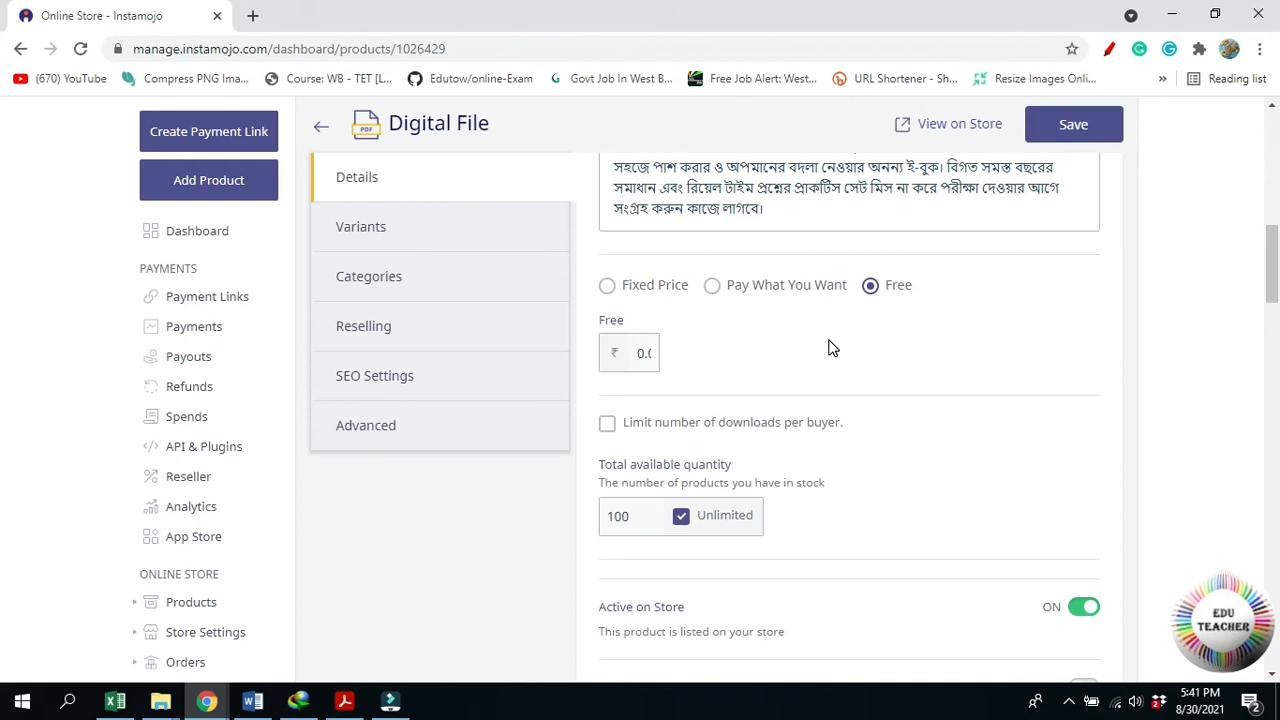 Online Store - Instamojo
manage.instamojo.com/dashboard/products/1026429
(670) YouTube
Compress PNG Ima...
Course: WB - TET [L...
Edutow/online-Exam
Govt Job In West B...
Free Job Alert: West...
URL Shortener - Sh...
Resize Images Onli...
»
Reading list
Create Payment Link
Add Product
Dashboard
PAYMENTS
Payment Links
Payments
Payouts
Refunds
Spends
API & Plugins
Reseller
Analytics
App Store
ONLINE STORE
Products
Store Settings
Orders
PDF
Digital File
View on Store
Save
Details
Variants
Categories
Reselling
SEO Settings
Advanced
সহজে পাশ করার ও অপমানের বদলা নেওয়ার অনন্য ই-বুক। বিগত সমস্ত বছরের
সমাধান এবং রিয়েল টাইম প্রশ্নের প্রাকটিস সেট মিস না করে পরীক্ষা দেওয়ার আগে
সংগ্রহ করুন কাজে লাগবে।
Fixed Price
Pay What You Want
Free
Free
₹ 0.0
Limit number of downloads per buyer.
Total available quantity
The number of products you have in stock
100
Unlimited
Active on Store
ON
This product is listed on your store
EDU
TEACHER
5:41 PM
8/30/2021
2
2